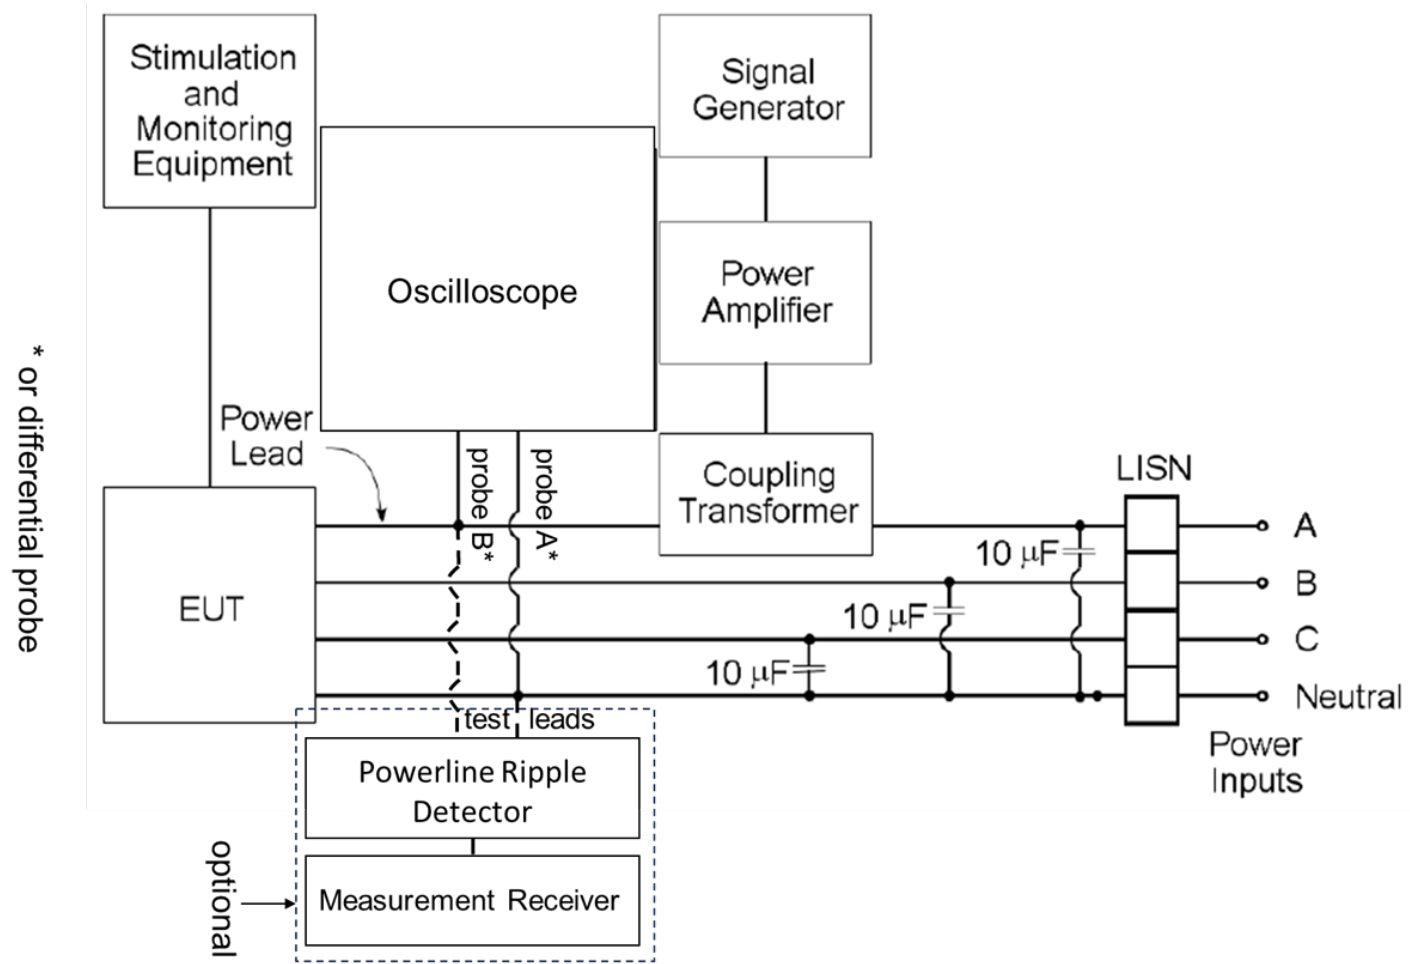 Stimulation
and
Monitoring
Equipment
Signal
Generator
Oscilloscope
Power
Amplifier
* or differential probe
Power
Lead
probe B*
probe A*
Coupling
Transformer
LISN
10 µF
A
EUT
10 µF
B
10 µF
C
Neutral
test leads
Power
Inputs
Powerline Ripple
Detector
optional
Measurement Receiver